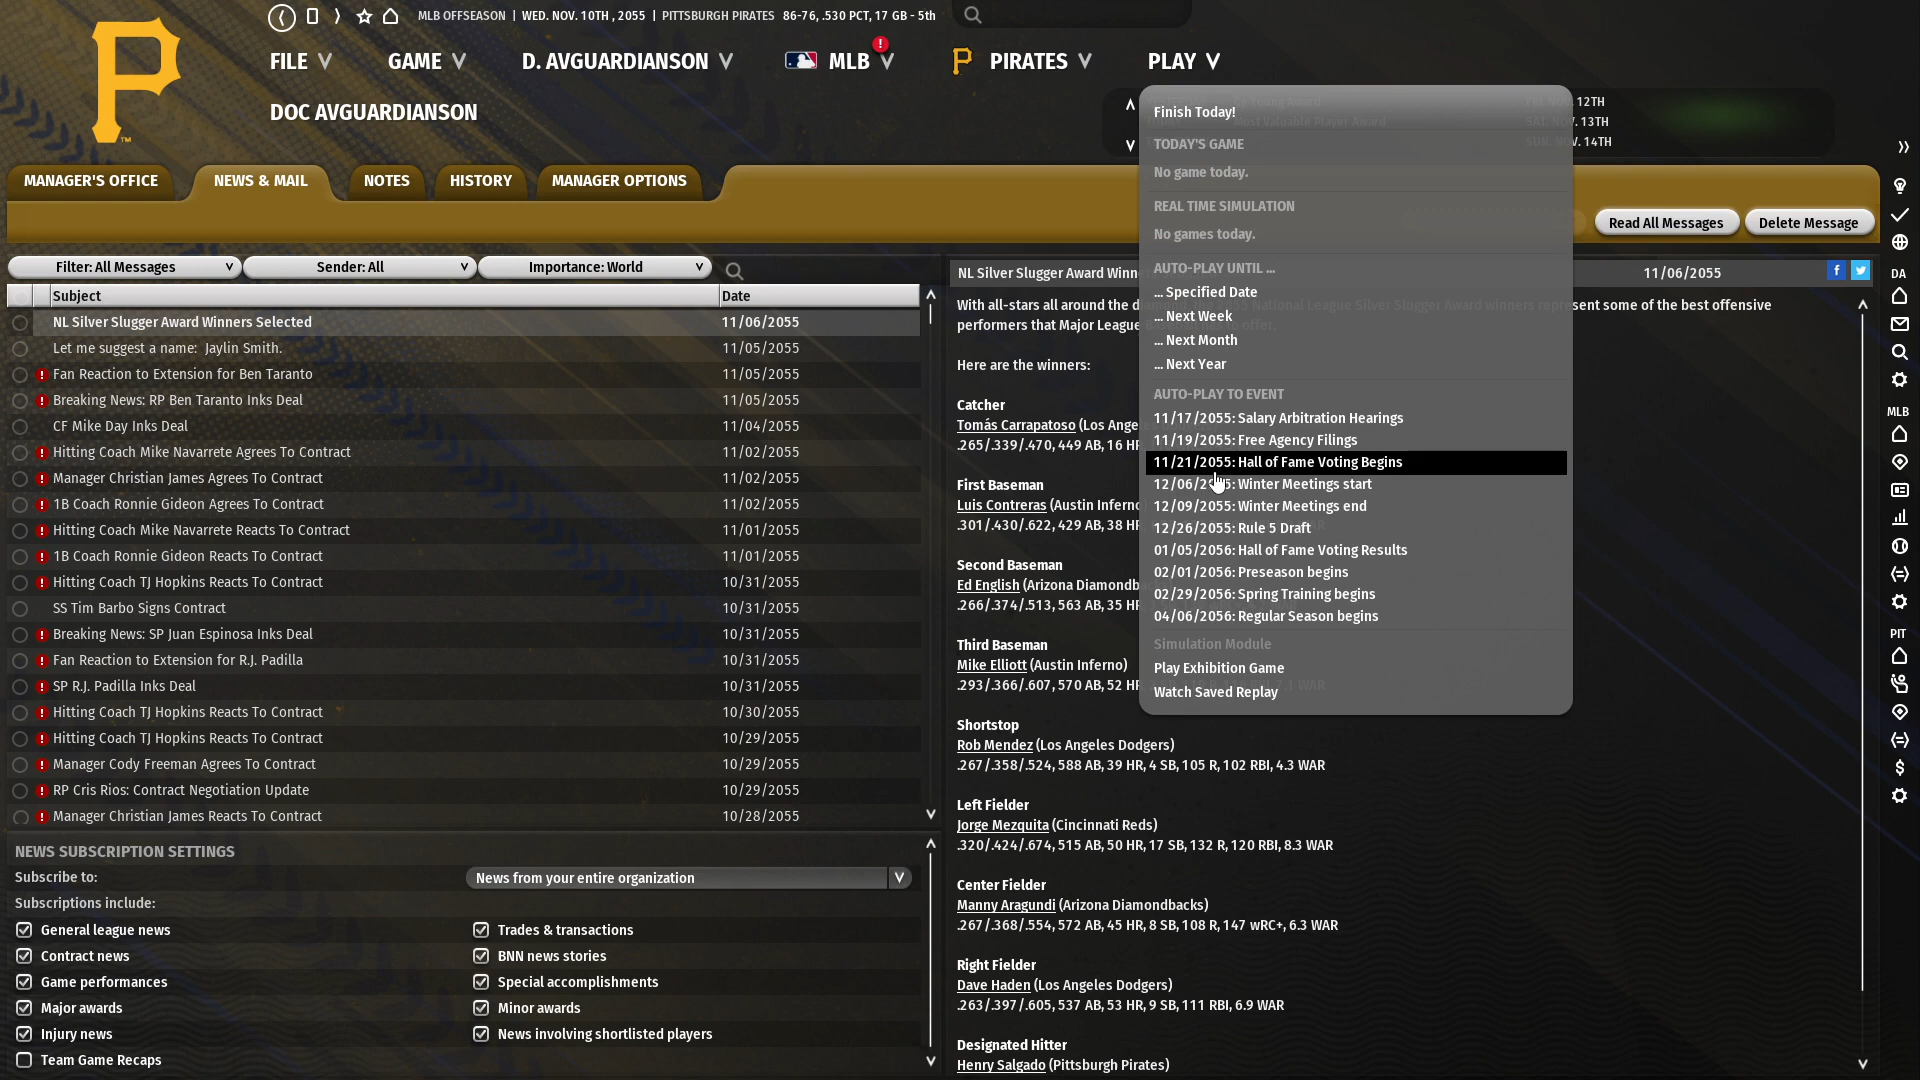 MLB OFFSEASON | WED. NOV. 10TH , 2055 | PITTSBURGH PIRATES 86-76, .530 PCT, 17 GB - 5th
FILE GAME D. AVGUARDIANSON MLB PIRATES PLAY
DOC AVGUARDIANSON
MANAGER'S OFFICE NEWS & MAIL NOTES HISTORY MANAGER OPTIONS
Read All Messages Delete Message
Filter: All Messages Sender: All Importance: World
Subject Date
NL Silver Slugger Award Winners Selected 11/06/2055
Let me suggest a name: Jaylin Smith. 11/05/2055
Fan Reaction to Extension for Ben Taranto 11/05/2055
Breaking News: RP Ben Taranto Inks Deal 11/05/2055
CF Mike Day Inks Deal 11/04/2055
Hitting Coach Mike Navarrete Agrees To Contract 11/02/2055
Manager Christian James Agrees To Contract 11/02/2055
1B Coach Ronnie Gideon Agrees To Contract 11/02/2055
Hitting Coach Mike Navarrete Reacts To Contract 11/01/2055
1B Coach Ronnie Gideon Reacts To Contract 11/01/2055
Hitting Coach TJ Hopkins Reacts To Contract 10/31/2055
SS Tim Barbo Signs Contract 10/31/2055
Breaking News: SP Juan Espinosa Inks Deal 10/31/2055
Fan Reaction to Extension for R.J. Padilla 10/31/2055
SP R.J. Padilla Inks Deal 10/31/2055
Hitting Coach TJ Hopkins Reacts To Contract 10/30/2055
Hitting Coach TJ Hopkins Reacts To Contract 10/29/2055
Manager Cody Freeman Agrees To Contract 10/29/2055
RP Cris Rios: Contract Negotiation Update 10/29/2055
Manager Christian James Reacts To Contract 10/28/2055
NEWS SUBSCRIPTION SETTINGS
Subscribe to: News from your entire organization
Subscriptions include:
General league news Trades & transactions
Contract news BNN news stories
Game performances Special accomplishments
Major awards Minor awards
Injury news News involving shortlisted players
Team Game Recaps
Finish Today!
TODAY'S GAME
No game today.
REAL TIME SIMULATION
No games today.
AUTO-PLAY UNTIL ...
... Specified Date
... Next Week
... Next Month
... Next Year
AUTO-PLAY TO EVENT
11/17/2055: Salary Arbitration Hearings
11/19/2055: Free Agency Filings
11/21/2055: Hall of Fame Voting Begins
12/06/2055: Winter Meetings start
12/09/2055: Winter Meetings end
12/26/2055: Rule 5 Draft
01/05/2056: Hall of Fame Voting Results
02/01/2056: Preseason begins
02/29/2056: Spring Training begins
04/06/2056: Regular Season begins
Simulation Module
Play Exhibition Game
Watch Saved Replay
12TH
SAT. NOV. 13TH
SUN. NOV. 14TH
NL Silver Slugger Award 11/06/2055
With all-stars all around the National League Silver Slugger Award winners represent some of the best offensive
performers that Major League Baseball has to offer.
Here are the winners:
Catcher
Tomás Carrapatoso (Los
.265/.339/.470, 449 AB, 16
First Baseman
Luis Contreras (Austin Inferno
.301/.430/.622, 429 AB, 38 HR
Second Baseman
Ed English (Arizona
.266/.374/.513, 563 AB, 35 HR
Third Baseman
Mike Elliott (Austin Inferno)
.293/.366/.607, 570 AB, 52
Shortstop
Rob Mendez (Los Angeles Dodgers)
.267/.358/.524, 588 AB, 39 HR, 4 SB, 105 R, 102 RBI, 4.3 WAR
Left Fielder
Jorge Mezquita (Cincinnati Reds)
.320/.424/.674, 515 AB, 50 HR, 17 SB, 132 R, 120 RBI, 8.3 WAR
Center Fielder
Manny Aragundi (Arizona Diamondbacks)
.267/.368/.554, 572 AB, 45 HR, 8 SB, 108 R, 147 wRC+, 6.3 WAR
Right Fielder
Dave Haden (Los Angeles Dodgers)
.263/.397/.605, 537 AB, 53 HR, 9 SB, 111 RBI, 6.9 WAR
Designated Hitter
Henry Salgado (Pittsburgh Pirates)
DA
MLB
PIT